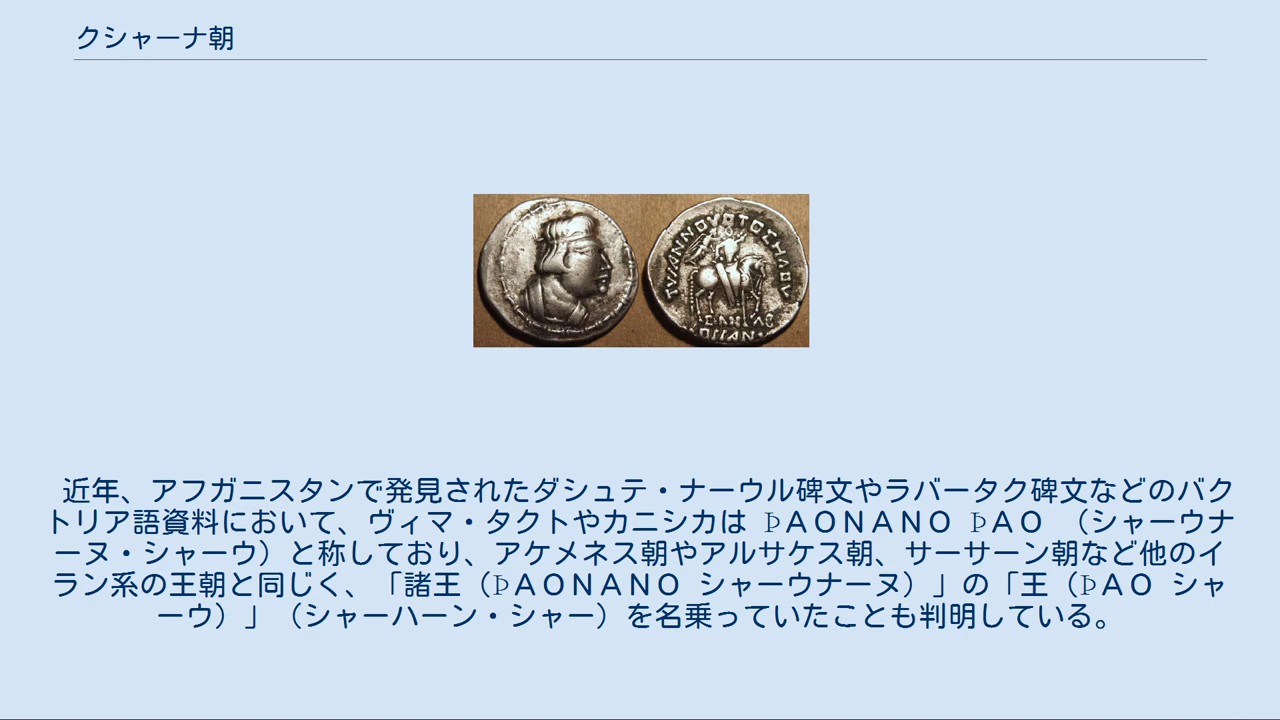 クシャーナ朝
近年、アフガニスタンで発見されたダシュテ・ナーウル碑文やラバータク碑文などのバク
トリア語資料において、ヴィマ・タクトやカニシカは ÞＡＯＮＡＮＯ ÞＡＯ （シャーウナ
ーヌ・シャーウ）と称しており、アケメネス朝やアルサケス朝、サーサーン朝など他のイ
ラン系の王朝と同じく、「諸王（ÞＡＯＮＡＮＯ シャーウナーヌ）」の「王（ÞＡＯ シャ
ーウ）」（シャーハーン・シャー）を名乗っていたことも判明している。